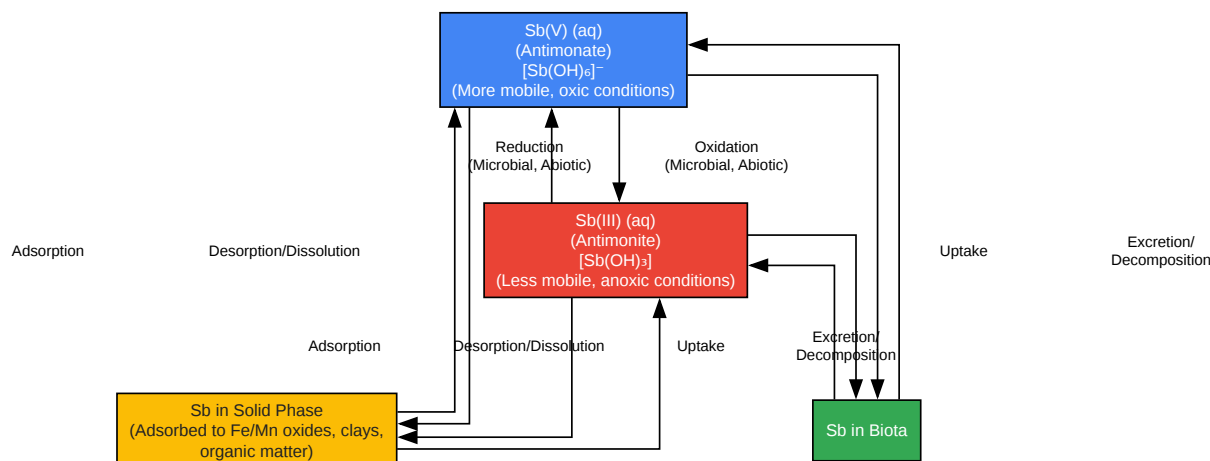 Sb(V) (aq)
(Antimonate)
[Sb(OH)₆]⁻
(More mobile, oxic conditions)
Reduction
(Microbial, Abiotic)
Oxidation
(Microbial, Abiotic)
Sb(III) (aq)
(Antimonite)
[Sb(OH)₃]
(Less mobile, anoxic conditions)
Adsorption
Desorption/Dissolution
Uptake
Excretion/
Decomposition
Adsorption
Desorption/Dissolution
Uptake
Excretion/
Decomposition
Sb in Solid Phase
(Adsorbed to Fe/Mn oxides, clays,
organic matter)
Sb in Biota